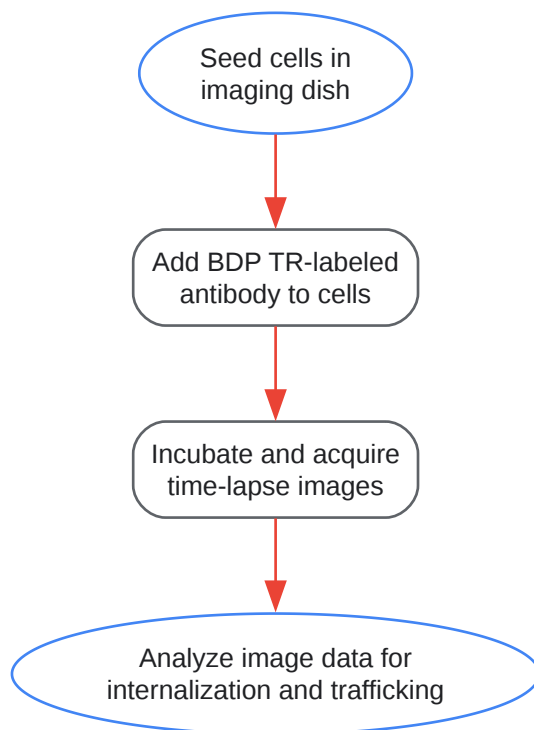 Seed cells in
imaging dish
Add BDP TR-labeled
antibody to cells
Incubate and acquire
time-lapse images
Analyze image data for
internalization and trafficking